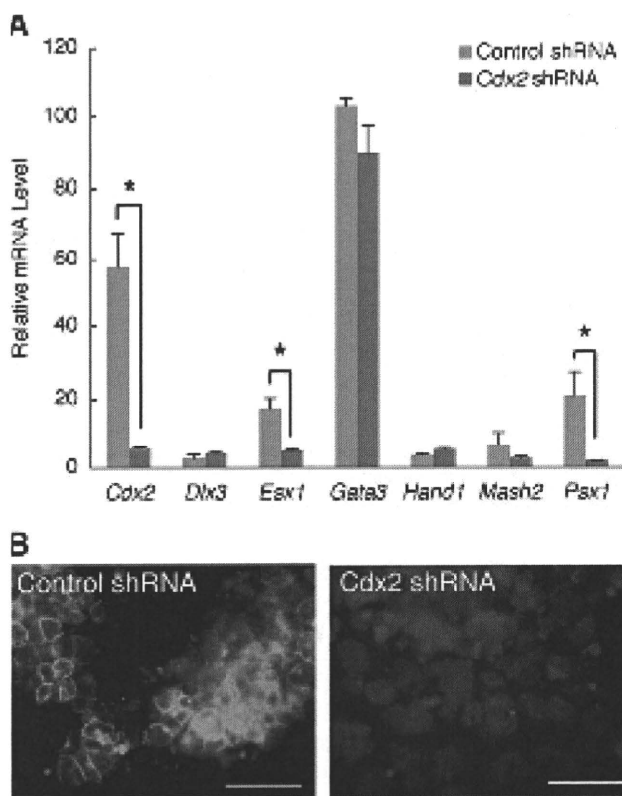 A
Control shRNA
Cdx2 shRNA
Relative mRNA Level
120
100
80
60
40
20
0
*
*
*
Cdx2 Dlx3 Esx1 Gata3 Hand1 Mash2 Psx1
B
Control shRNA
Cdx2 shRNA